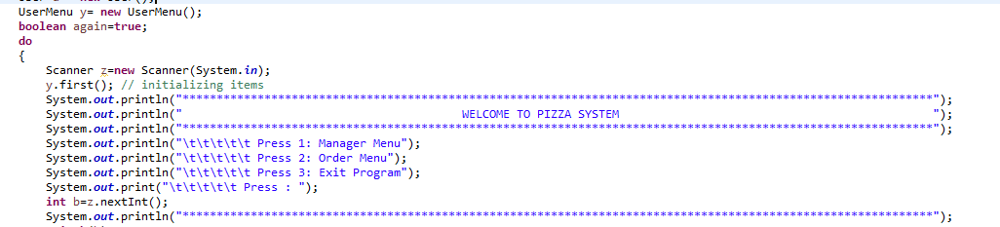 UserMenu y= new UserMenu();
boolean again=true;
do
{
Scanner z=new Scanner(System.in);
y.first(); // initializing items
System.out.println("**************************************************************************************************************");
System.out.println("                                         WELCOME TO PIZZA SYSTEM                                              ");
System.out.println("**************************************************************************************************************");
System.out.println("\t\t\t\t\t Press 1: Manager Menu");
System.out.println("\t\t\t\t\t Press 2: Order Menu");
System.out.println("\t\t\t\t\t Press 3: Exit Program");
System.out.print("\t\t\t\t\t Press : ");
int b=z.nextInt();
System.out.println("**************************************************************************************************************");